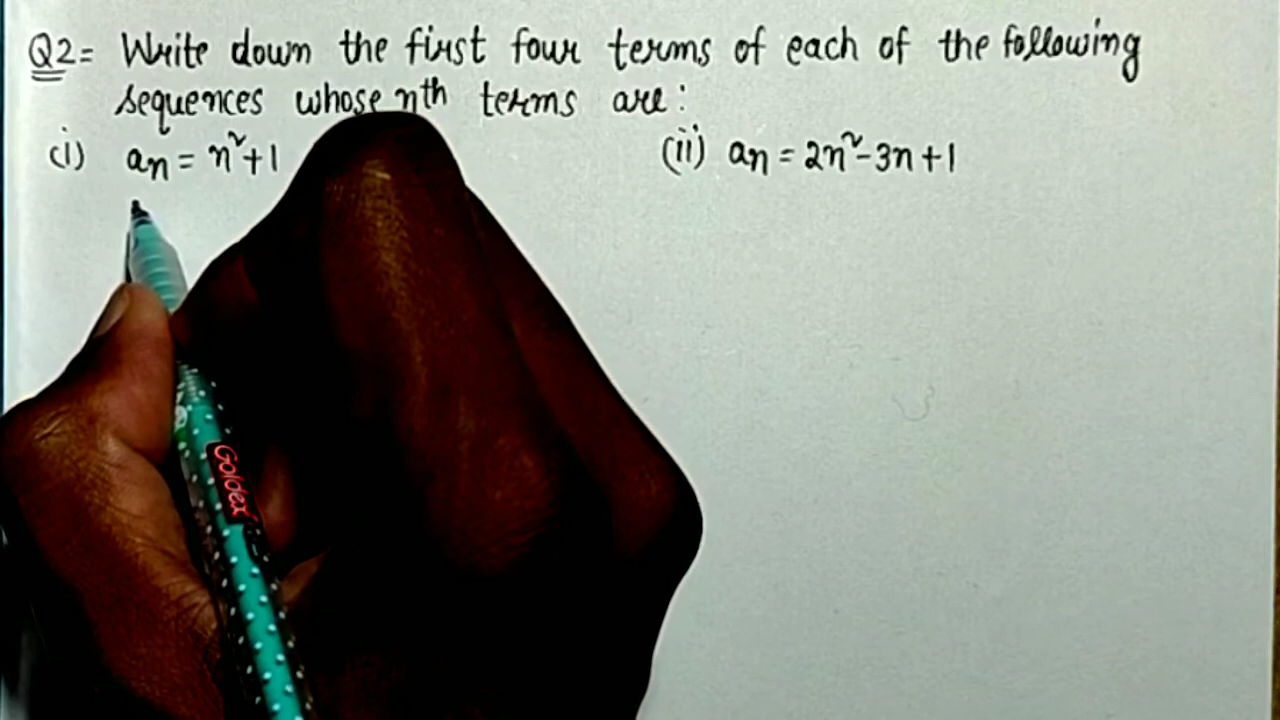 Q2= Write down the first four terms of each of the following
sequences whose nth terms are:
(i) an = n²+1
(ii) an = 2n²-3n+1
Goldex